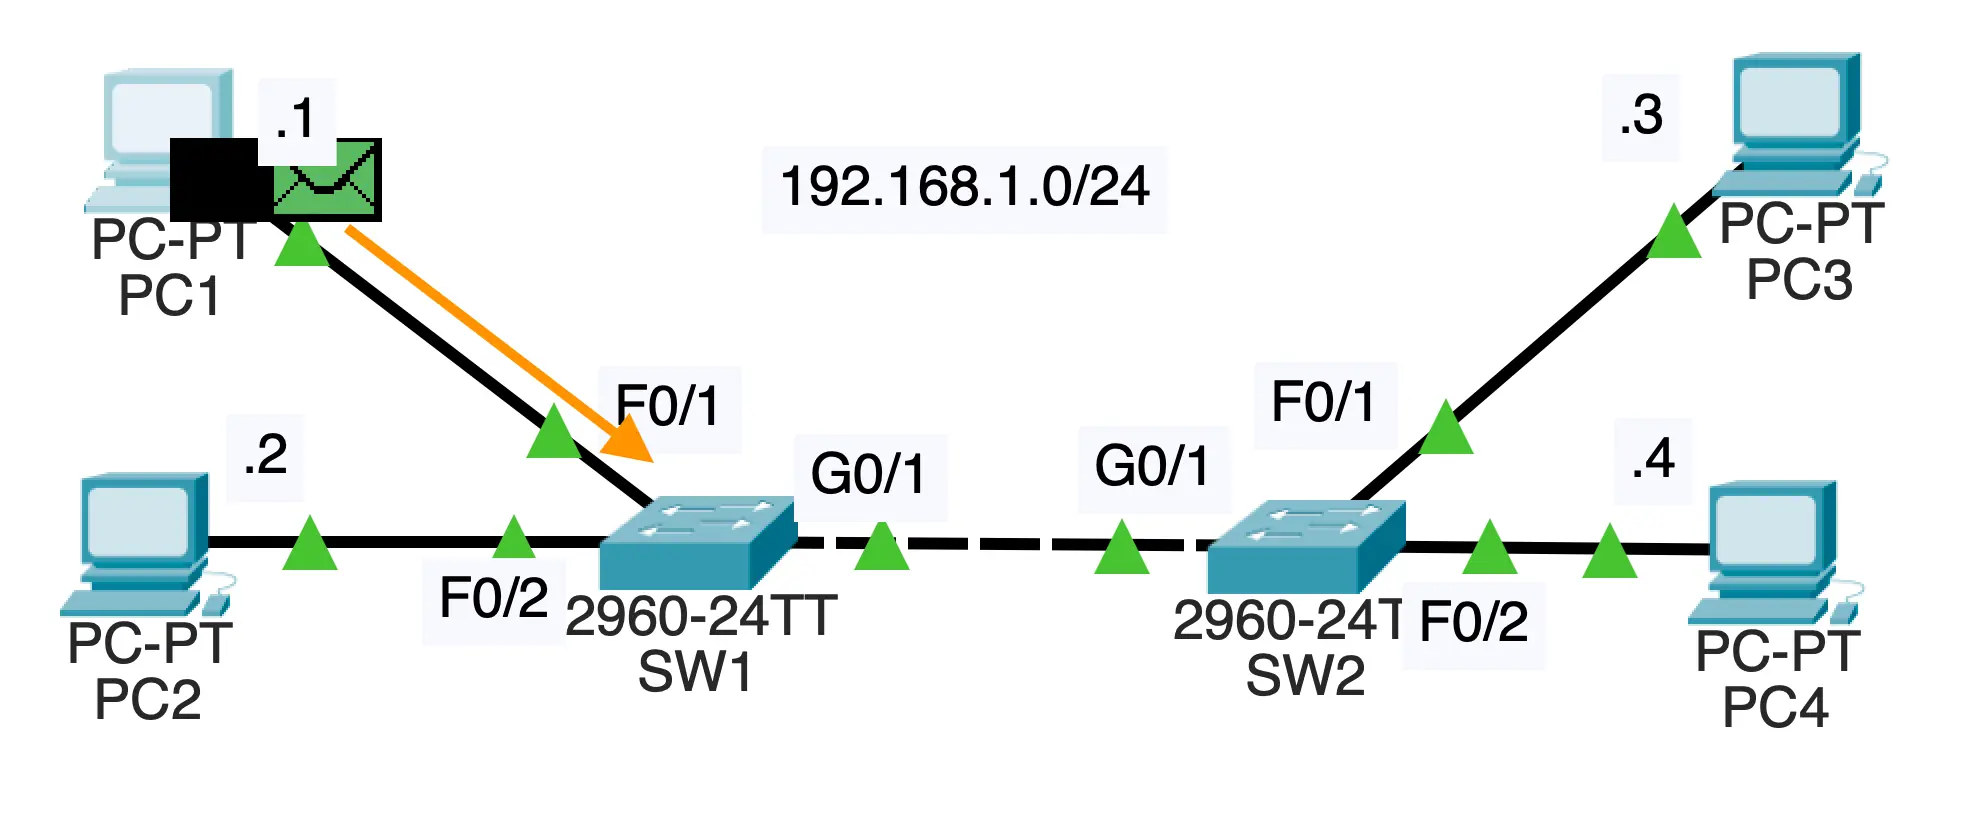 .1
PC-PT
PC1
192.168.1.0/24
.3
PC-PT
PC3
F0/1
F0/1
.2
G0/1
G0/1
.4
PC-PT
PC2
F0/2
2960-24TT
SW1
2960-24T
SW2
F0/2
PC-PT
PC4